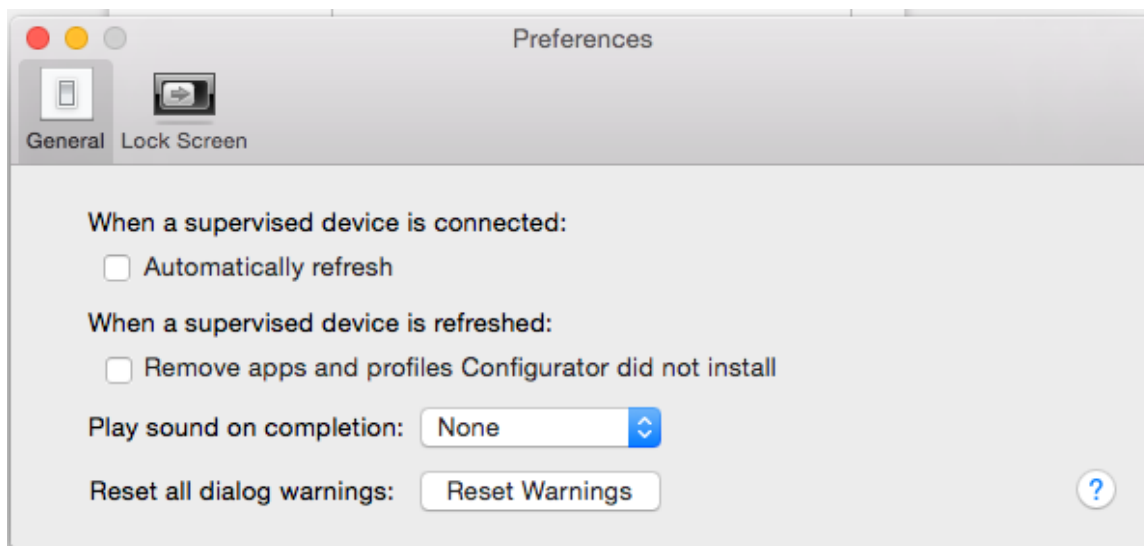 Preferences
General Lock Screen
When a supervised device is connected:
Automatically refresh
When a supervised device is refreshed:
Remove apps and profiles Configurator did not install
Play sound on completion: None
Reset all dialog warnings: Reset Warnings ?